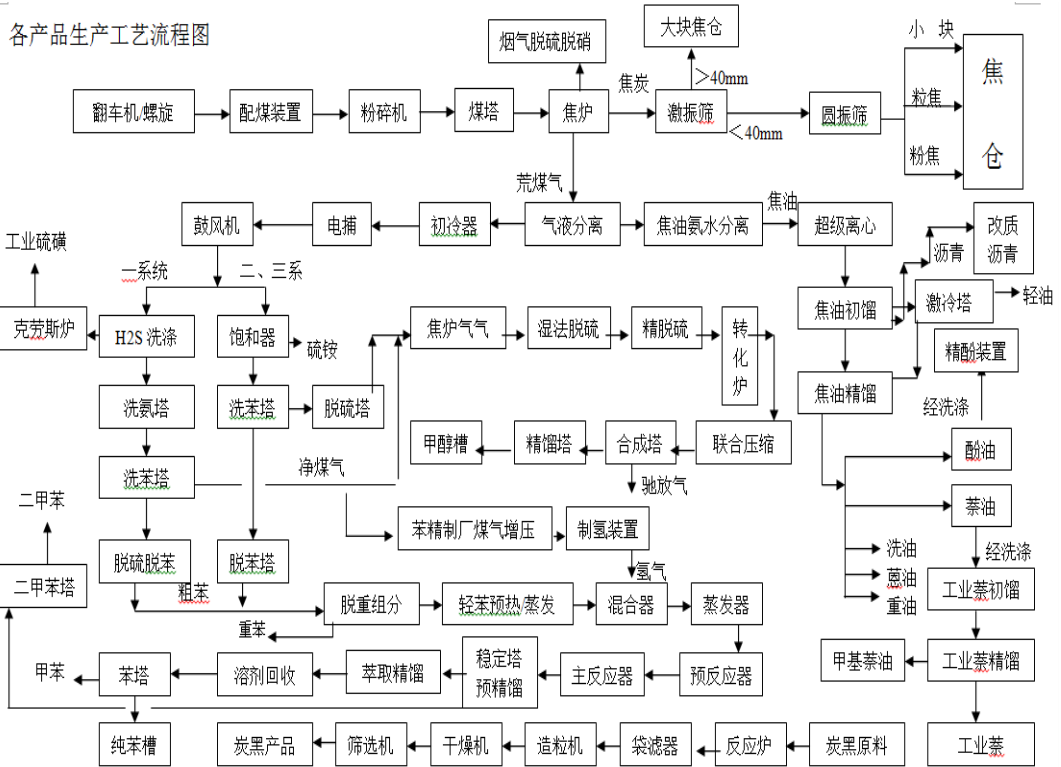 各产品生产工艺流程图
烟气脱硫脱硝
大块焦仓
小 块
焦炭
＞40mm
翻车机/螺旋
配煤装置
粉碎机
煤塔
焦炉
激振筛
圆振筛
粒焦
焦
仓
＜40mm
粉焦
荒煤气
焦油
鼓风机
电捕
初冷器
气液分离
焦油氨水分离
超级离心
改质
沥青
沥青
工业硫磺
一系统
二、三系
激冷塔
轻油
克劳斯炉
H2S 洗涤
饱和器
硫铵
焦炉气气
湿法脱硫
精脱硫
转
化
炉
焦油初馏
精酚装置
洗氨塔
洗苯塔
脱硫塔
焦油精馏
经洗涤
甲醇槽
精馏塔
合成塔
联合压缩
酚油
洗苯塔
净煤气
驰放气
二甲苯
萘油
苯精制厂煤气增压
制氢装置
脱硫脱苯
脱苯塔
洗油
经洗涤
氢气
蒽油
二甲苯塔
粗苯
重油
工业萘初馏
脱重组分
轻苯预热/蒸发
混合器
蒸发器
重苯
甲苯
苯塔
溶剂回收
萃取精馏
稳定塔
预精馏
主反应器
预反应器
甲基萘油
工业萘精馏
纯苯槽
炭黑产品
筛选机
干燥机
造粒机
袋滤器
反应炉
炭黑原料
工业萘